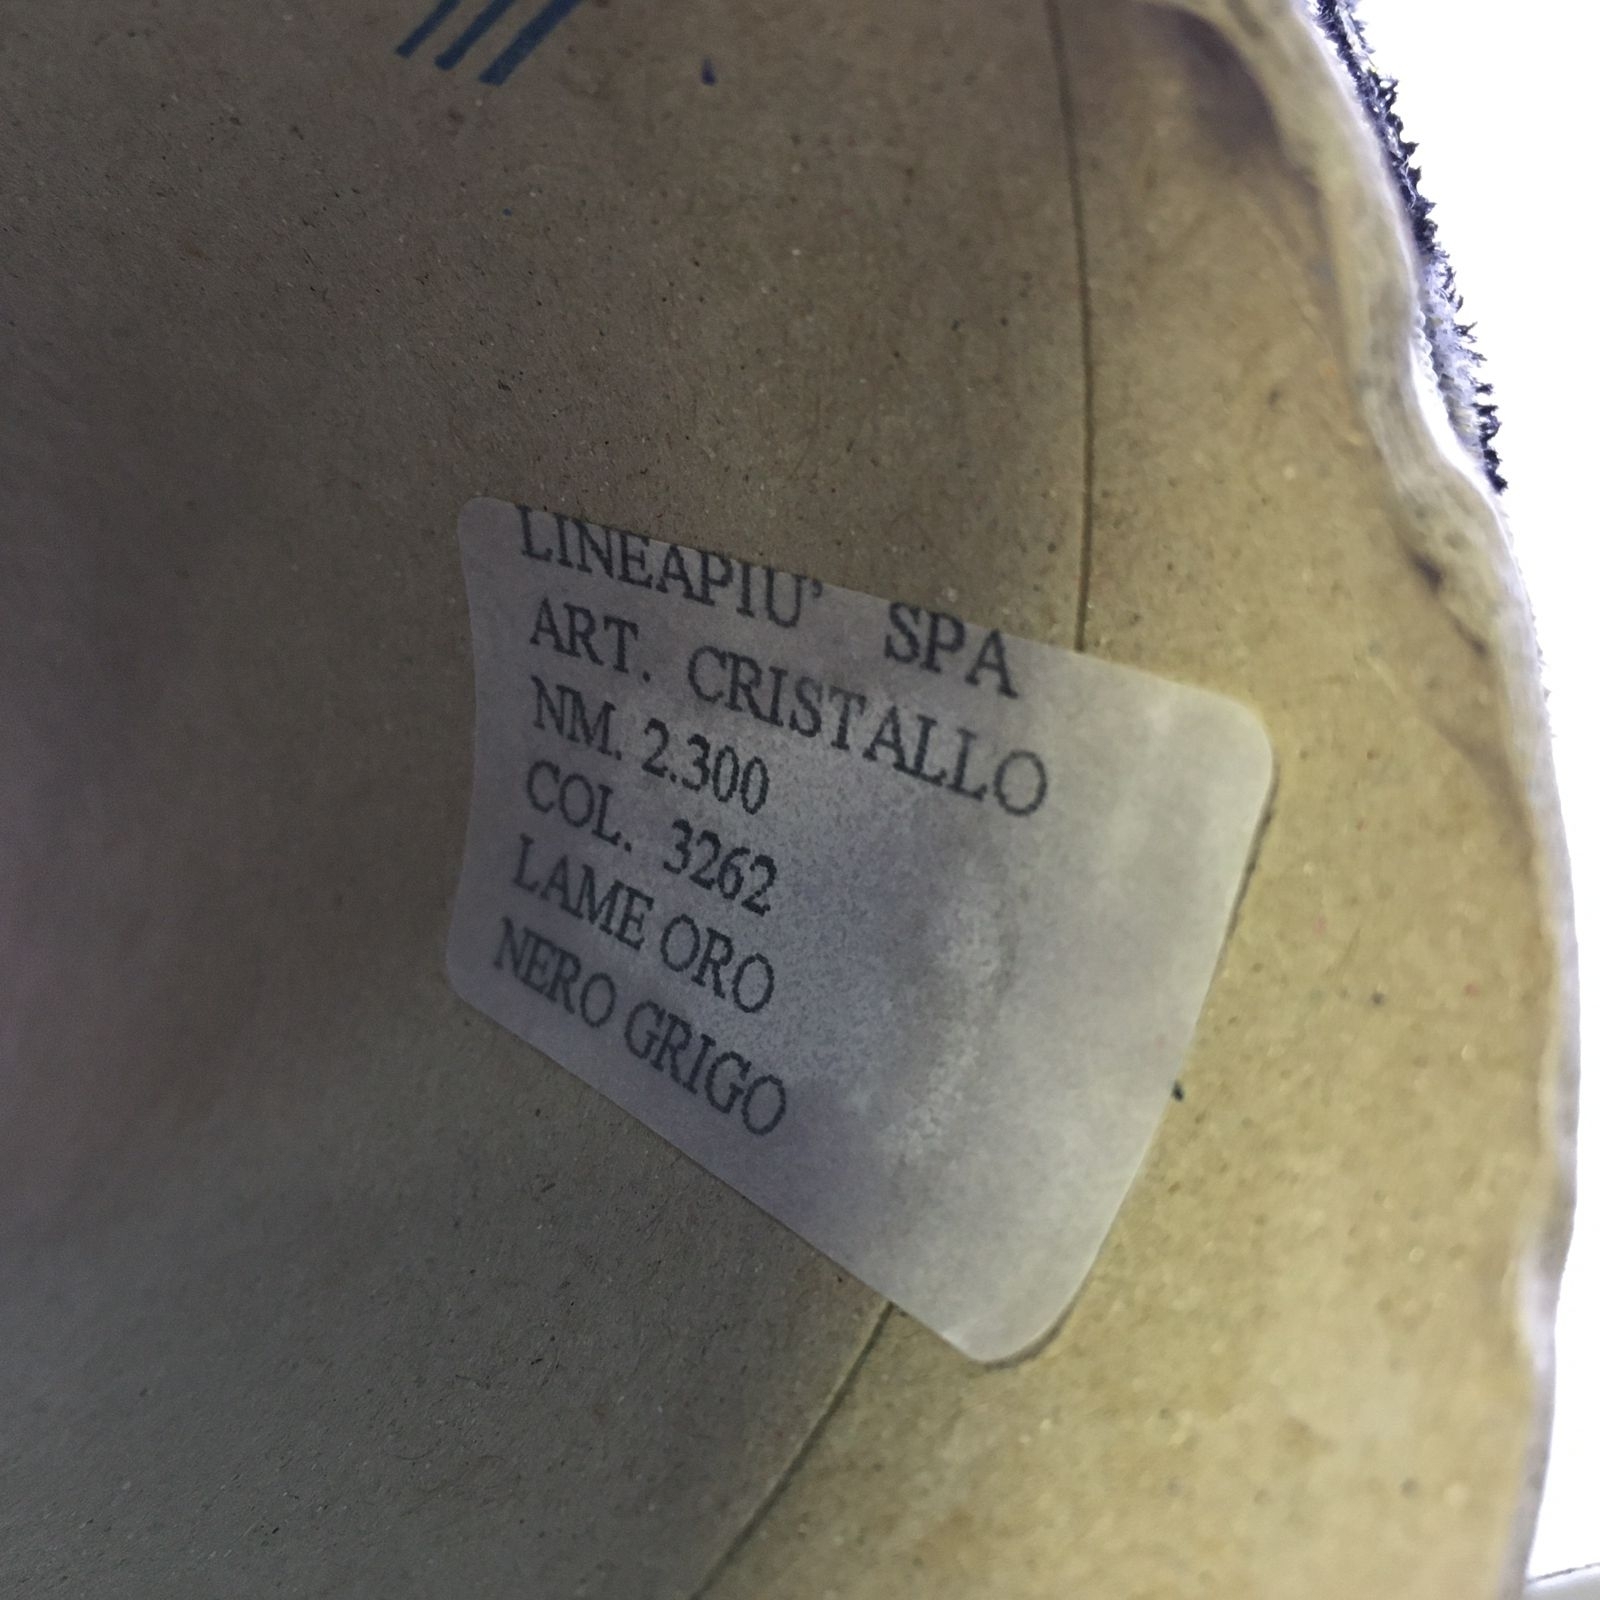 LINEAPIU' SPA
ART. CRISTALLO
NM. 2.300
COL. 3262
LAME ORO
NERO GRIGO